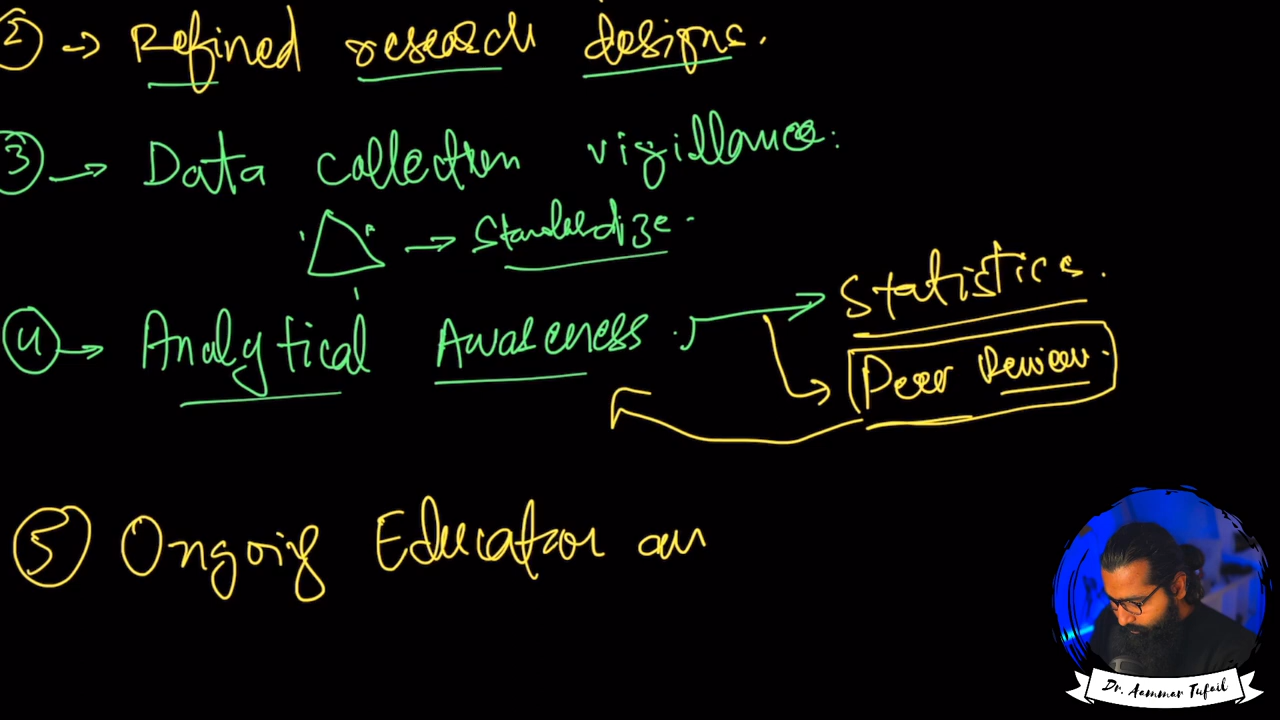 ② → Refined research designs.
③ → Data collection vigillance.
→ Standardize.
④ → Analytical Awareness. → Statistics.
Peer Review.
⑤ Ongoing Education an
Dr. Aammar Tufail